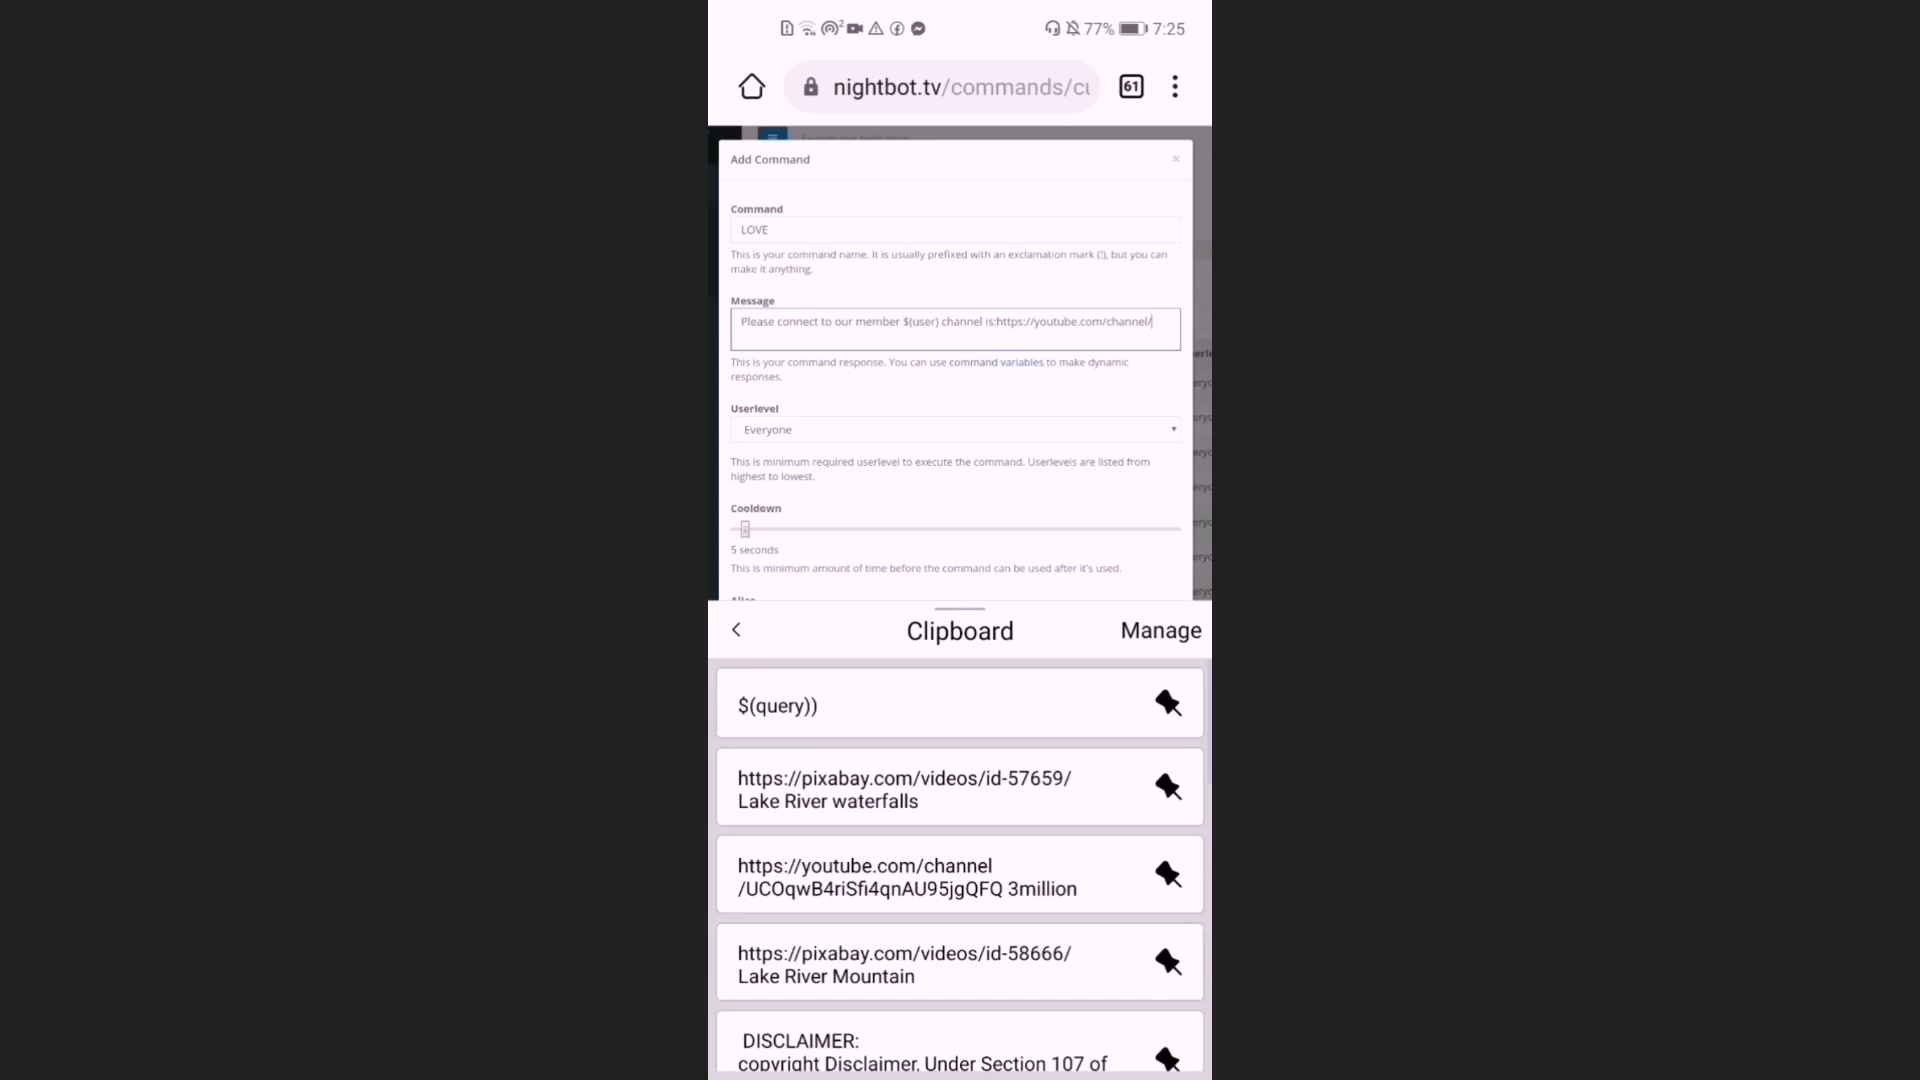 2 77% 7:25
nightbot.tv/commands/cu
61
Add Command ×
Command
LOVE
This is your command name. It is usually prefixed with an exclamation mark (!), but you can
make it anything.
Message
Please connect to our member $(user) channel is:https://youtube.com/channel/
This is your command response. You can use command variables to make dynamic
responses.
Userlevel
Everyone
This is minimum required userlevel to execute the command. Userlevels are listed from
highest to lowest.
Cooldown
5 seconds
This is minimum amount of time before the command can be used after it's used.
Alias
Clipboard Manage
$(query))
https://pixabay.com/videos/id-57659/
Lake River waterfalls
https://youtube.com/channel
/UCOqwB4riSfi4qnAU95jgQFQ 3million
https://pixabay.com/videos/id-58666/
Lake River Mountain
DISCLAIMER:
copyright Disclaimer. Under Section 107 of